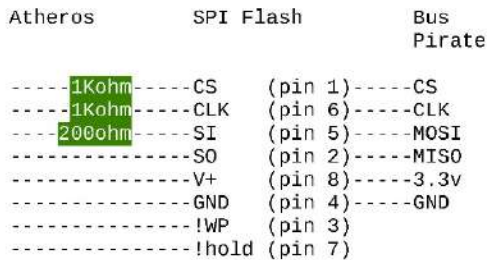 Atheros SPI Flash Bus
Pirate
-----1Kohm-----CS (pin 1)-----CS
-----1Kohm-----CLK (pin 6)-----CLK
----200ohm-----SI (pin 5)-----MOSI
---------------SO (pin 2)-----MISO
---------------V+ (pin 8)-----3.3v
---------------GND (pin 4)-----GND
---------------!WP (pin 3)
---------------!hold (pin 7)